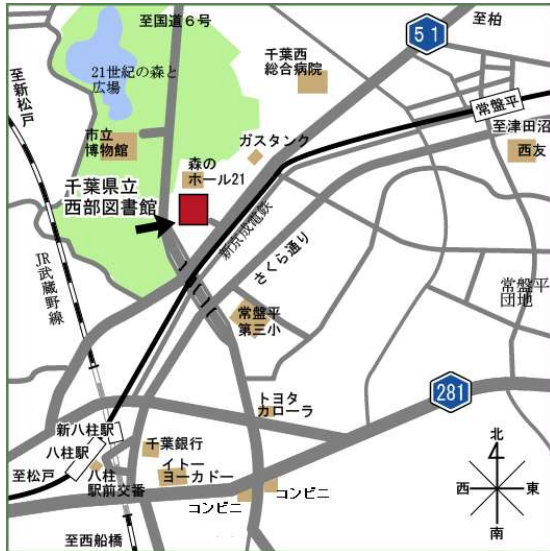 至国道6号
至柏
51
21世紀の森と
広場
千葉西
総合病院
至新松戸
常盤平
至津田沼
西友
市立
博物館
ガスタンク
森の
ホール21
千葉県立
西部図書館
新京成電鉄
さくら通り
JR武蔵野線
常盤平
団地
常盤平
第三小
281
トヨタ
カローラ
新八柱駅
八柱駅
千葉銀行
イトー
ヨーカドー
至松戸
八柱
駅前交番
コンビニ
コンビニ
至西船橋
北
西
東
南